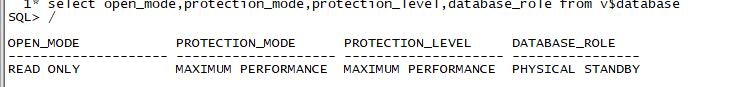 1* select open_mode,protection_mode,protection_level,database_role from v$database
SQL> /
OPEN_MODE PROTECTION_MODE PROTECTION_LEVEL DATABASE_ROLE
-------------------- -------------------- -------------------- ----------------
READ ONLY MAXIMUM PERFORMANCE MAXIMUM PERFORMANCE PHYSICAL STANDBY